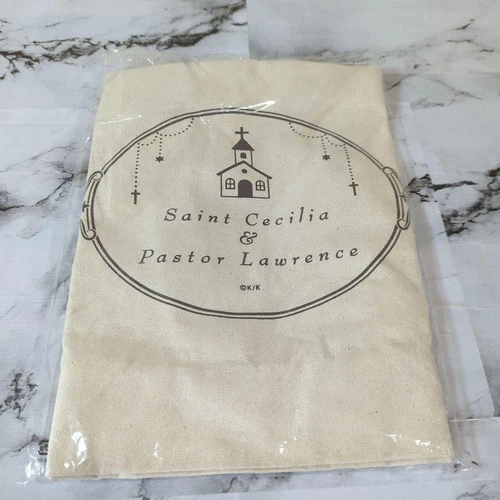 Saint Cecilia
&
Pastor Lawrence
©K/K